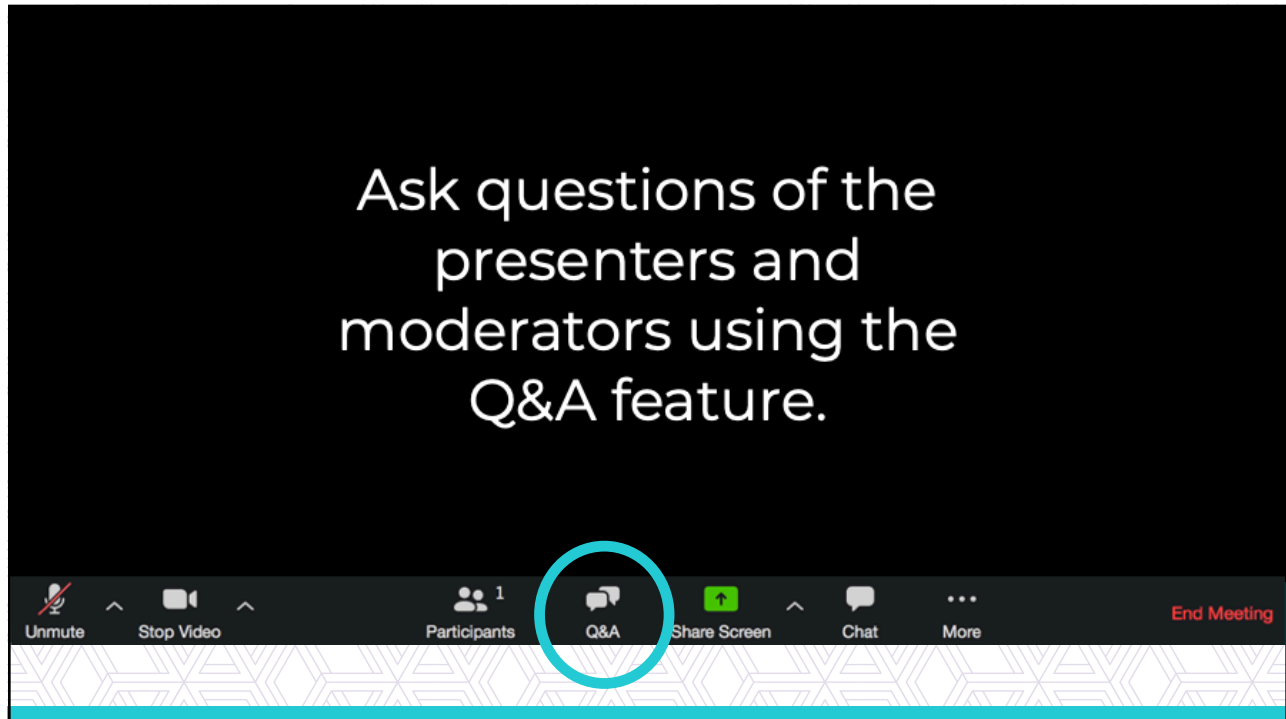 Ask questions of the
presenters and
moderators using the
Q&A feature.
1
Unmute
Stop Video
Participants
Q&A
Share Screen
Chat
More
End Meeting